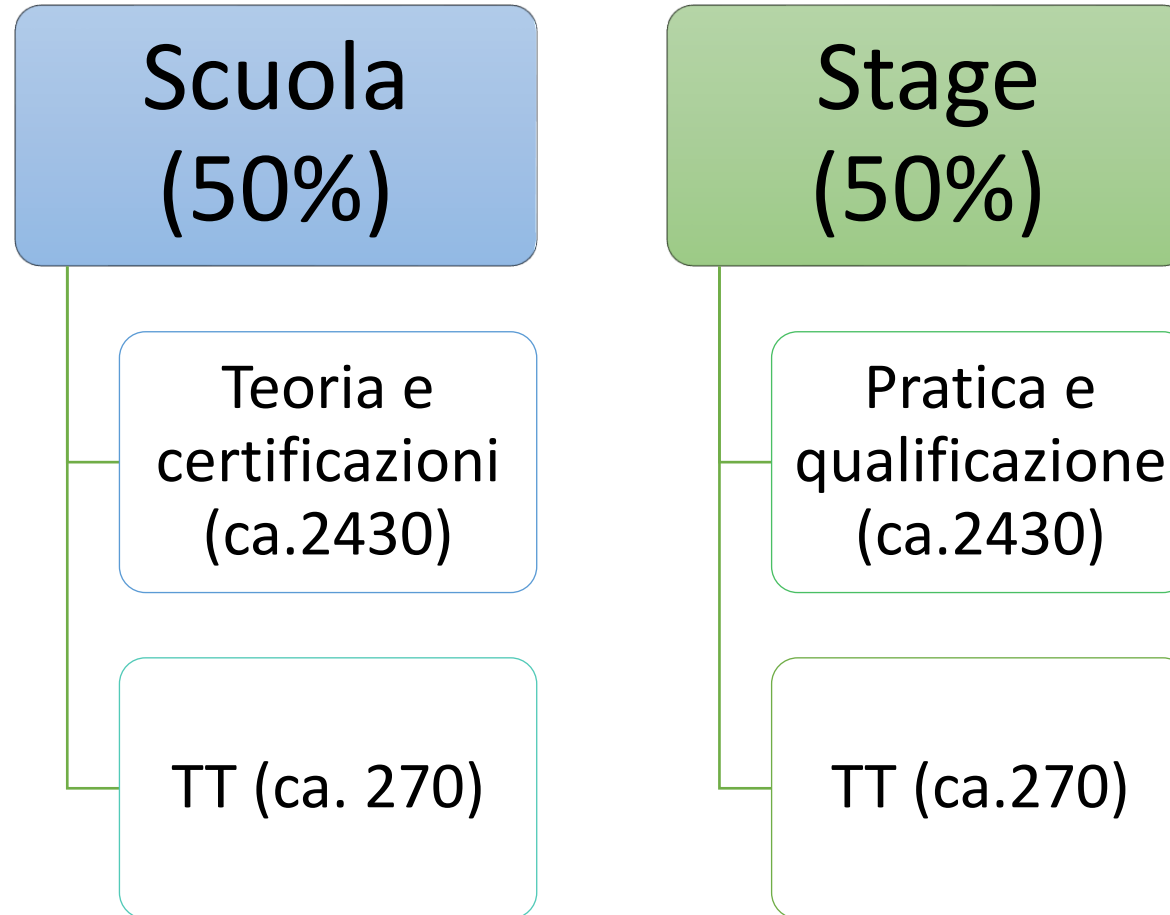 Scuola
(50%)
Teoria e
certificazioni
(ca.2430)
TT (ca. 270)
Stage
(50%)
Pratica e
qualificazione
(ca.2430)
TT (ca.270)